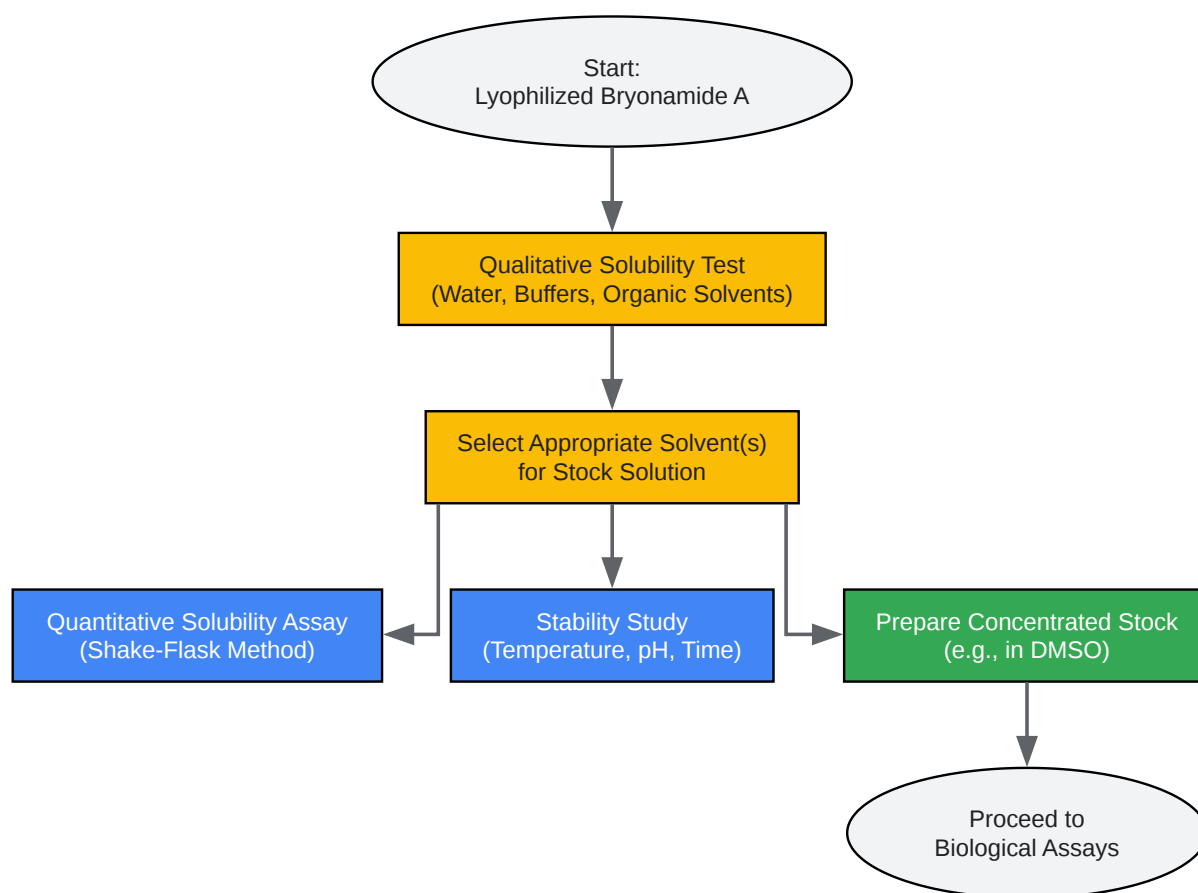 Start:
Lyophilized Bryonamide A
Qualitative Solubility Test
(Water, Buffers, Organic Solvents)
Select Appropriate Solvent(s)
for Stock Solution
Quantitative Solubility Assay
(Shake-Flask Method)
Stability Study
(Temperature, pH, Time)
Prepare Concentrated Stock
(e.g., in DMSO)
Proceed to
Biological Assays